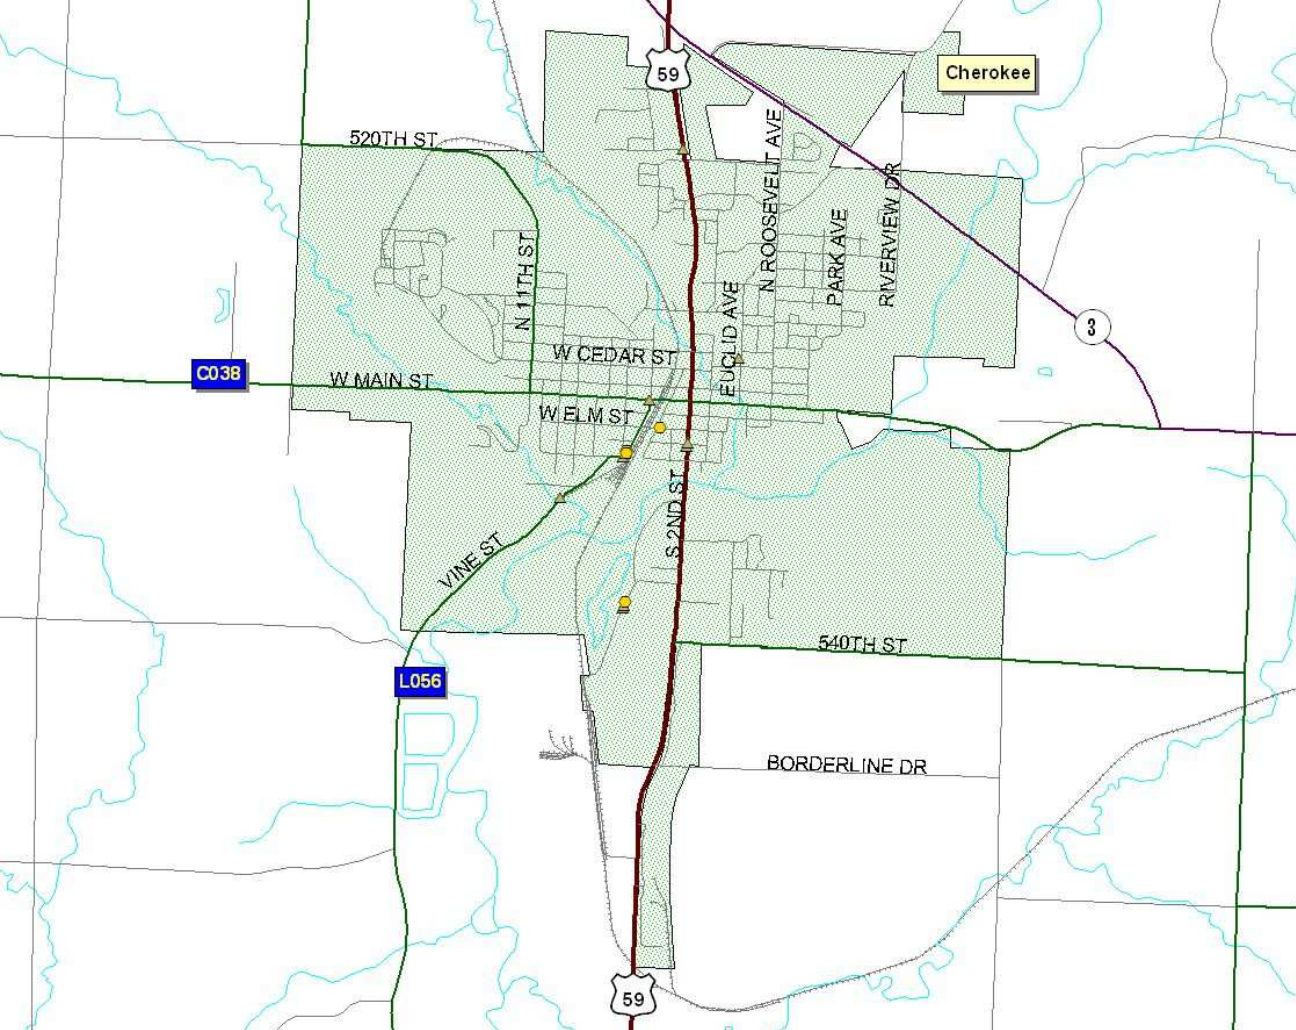 59
Cherokee
520TH ST
N ROOSEVELT AVE
RIVERVIEW DR
PARK AVE
N 11TH ST
EUCLID AVE
3
W CEDAR ST
C038
W MAIN ST
W ELM ST
S 2ND ST
VINE ST
540TH ST
L056
BORDERLINE DR
59